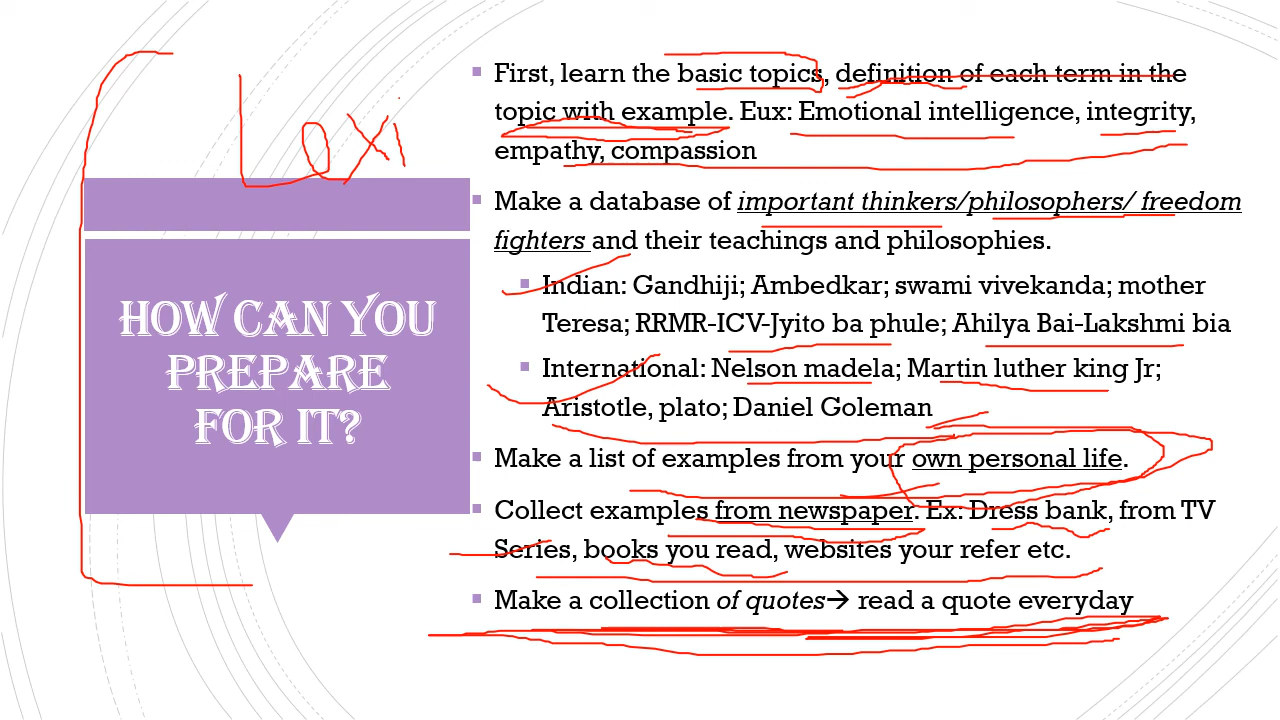 Lexi
HOW CAN YOU
PREPARE
FOR IT?
▪ First, learn the basic topics, definition of each term in the
topic with example. Eux: Emotional intelligence, integrity,
empathy, compassion
▪ Make a database of important thinkers/philosophers/ freedom
fighters and their teachings and philosophies.
▪ Indian: Gandhiji; Ambedkar; swami vivekanda; mother
Teresa; RRMR-ICV-Jyito ba phule; Ahilya Bai-Lakshmi bia
▪ International: Nelson madela; Martin luther king Jr;
Aristotle, plato; Daniel Goleman
▪ Make a list of examples from your own personal life.
▪ Collect examples from newspaper. Ex: Dress bank, from TV
Series, books you read, websites your refer etc.
▪ Make a collection of quotes→ read a quote everyday